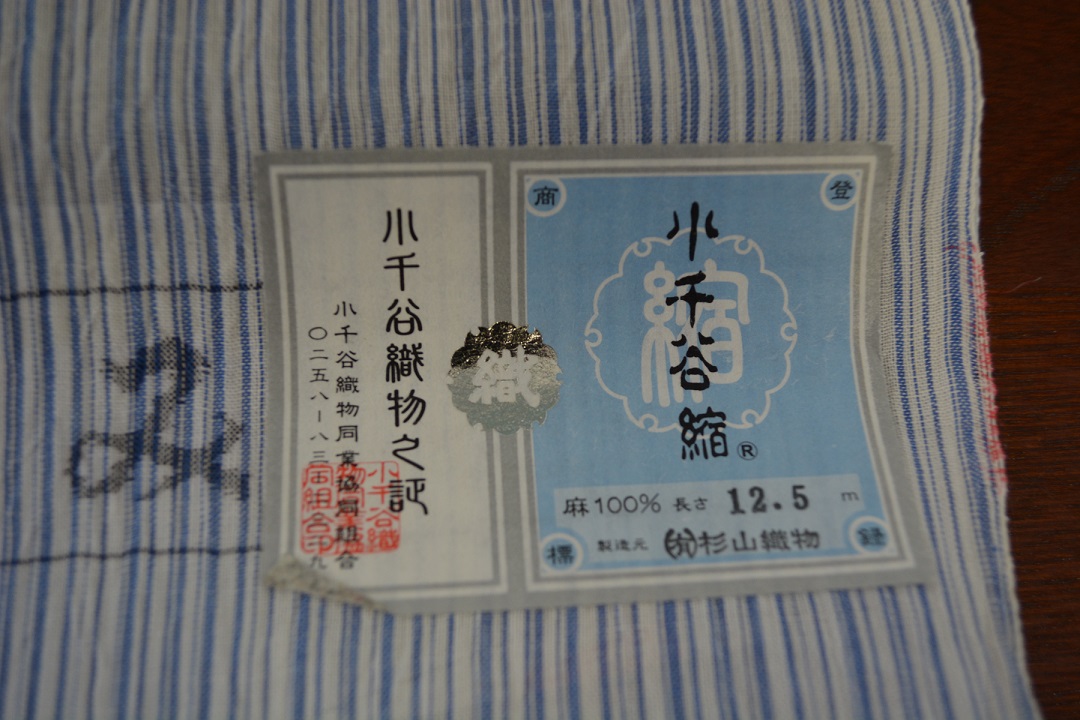 登
商
録
標
縮
小千谷縮®
麻100% 長さ 12.5 m
製造元 ㈲杉山織物
織
小千谷織物之証
小千谷織物同業協同組合
〇二五八-八三